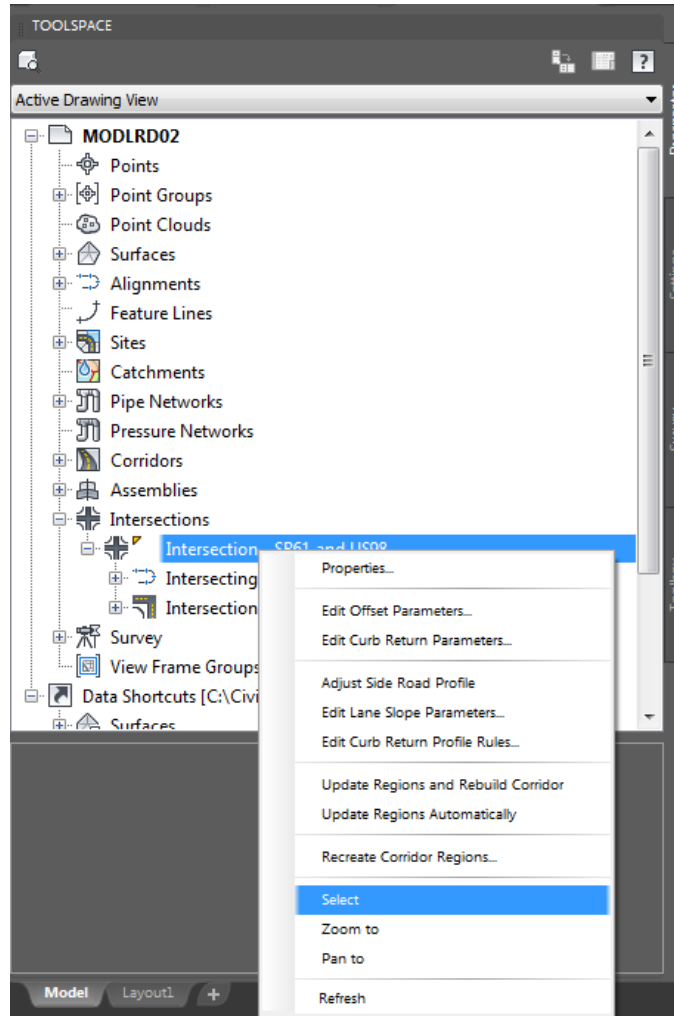 TOOLSPACE
?
Active Drawing View
MODLRD02
Points
Point Groups
Point Clouds
Surfaces
Alignments
Feature Lines
Sites
Catchments
Pipe Networks
Pressure Networks
Corridors
Assemblies
Intersections
Intersection - SR61 and US98
Intersecting
Intersection
Survey
View Frame Groups
Data Shortcuts [C:\Civi
Surfaces
Properties...
Edit Offset Parameters...
Edit Curb Return Parameters...
Adjust Side Road Profile
Edit Lane Slope Parameters...
Edit Curb Return Profile Rules...
Update Regions and Rebuild Corridor
Update Regions Automatically
Recreate Corridor Regions...
Select
Zoom to
Pan to
Refresh
Model Layout1 +